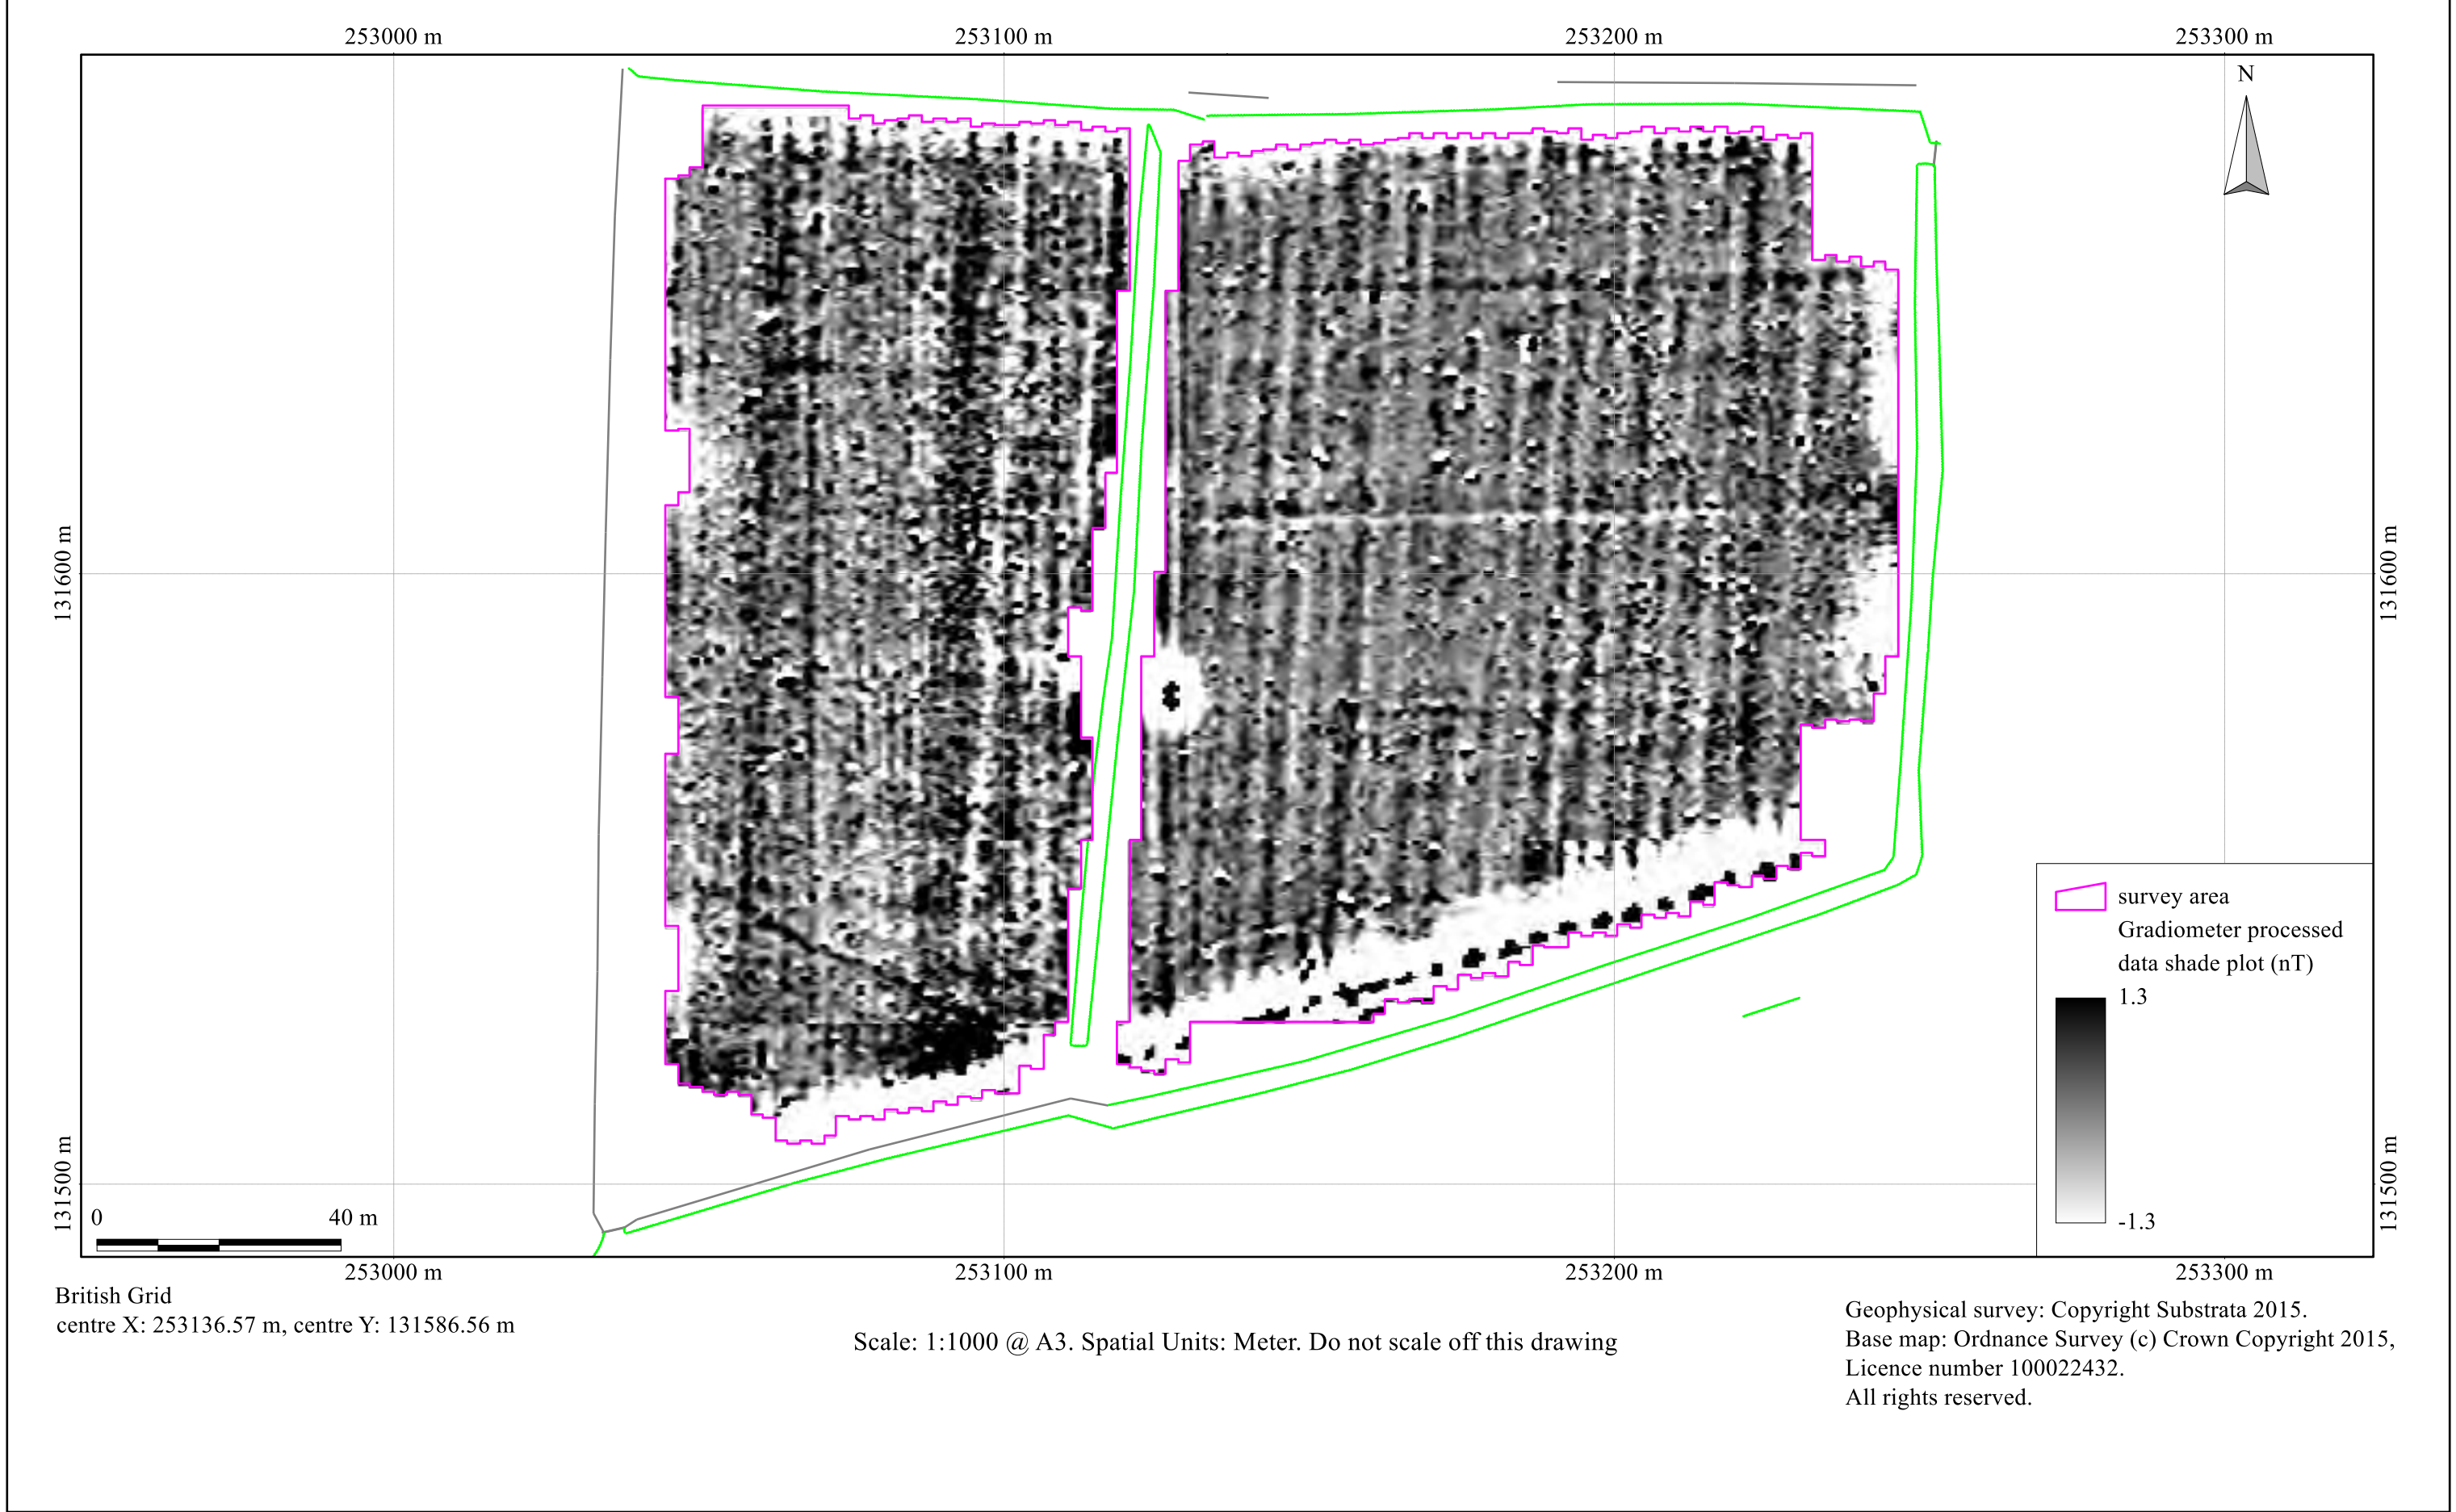 253000 m
253100 m
253200 m
253300 m
N
131600 m
131600 m
survey area
Gradiometer processed
data shade plot (nT)
1.3
-1.3
131500 m
131500 m
0
40 m
253000 m
253100 m
253200 m
253300 m
British Grid
centre X: 253136.57 m, centre Y: 131586.56 m
Scale: 1:1000 @ A3. Spatial Units: Meter. Do not scale off this drawing
Geophysical survey: Copyright Substrata 2015.
Base map: Ordnance Survey (c) Crown Copyright 2015,
Licence number 100022432.
All rights reserved.